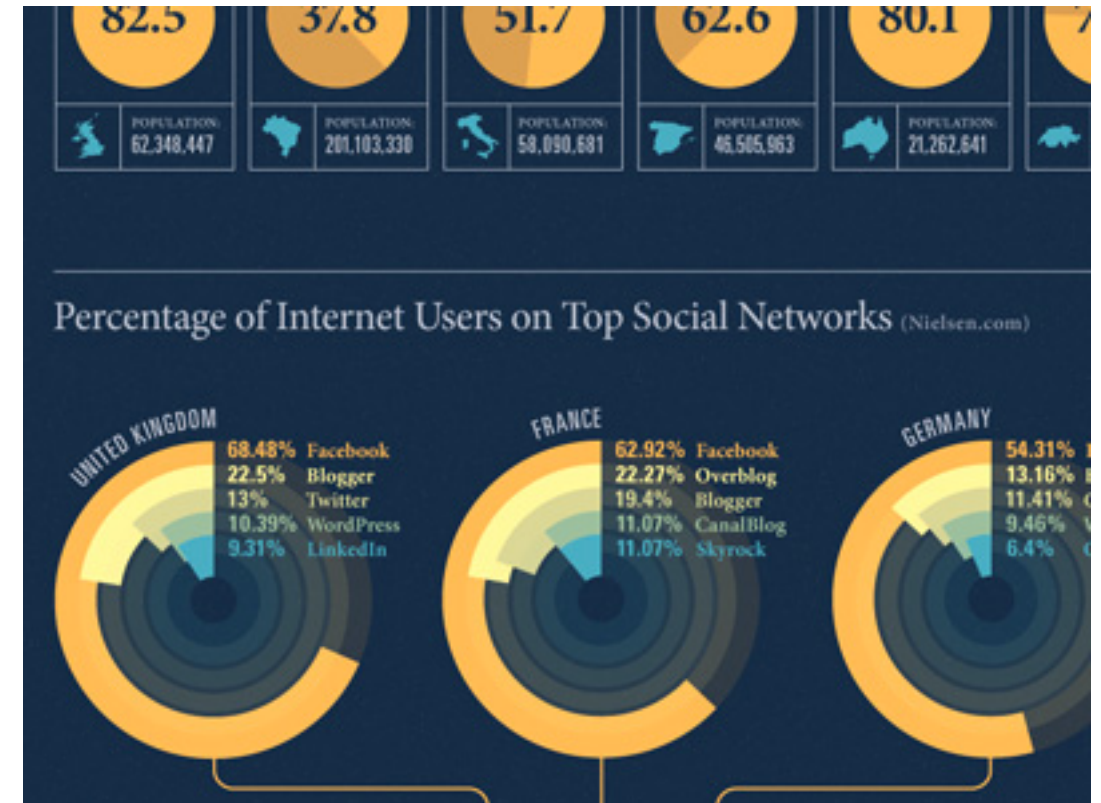 82.5
37.8
51.7
62.6
80.1
POPULATION:
62,348,447
POPULATION:
201,103,330
POPULATION:
58,090,681
POPULATION:
46,505,963
POPULATION:
21,262,641
Percentage of Internet Users on Top Social Networks (Nielsen.com)
UNITED KINGDOM
68.48% Facebook
22.5% Blogger
13% Twitter
10.39% WordPress
9.31% LinkedIn
FRANCE
62.92% Facebook
22.27% Overblog
19.4% Blogger
11.07% CanalBlog
11.07% Skyrock
GERMANY
54.31%
13.16%
11.41%
9.46%
6.4%